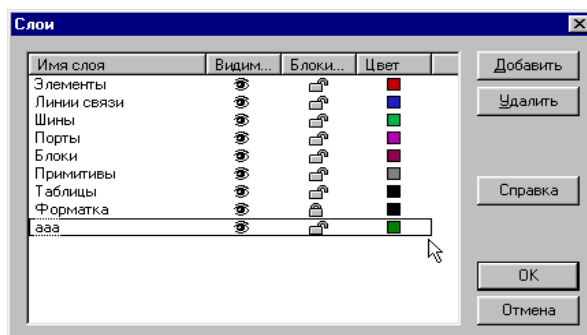 Слои
Имя слоя Видим... Блоки... Цвет
Элементы
Линии связи
Шины
Порты
Блоки
Примитивы
Таблицы
Форматка
ааа
Добавить
Удалить
Справка
OK
Отмена